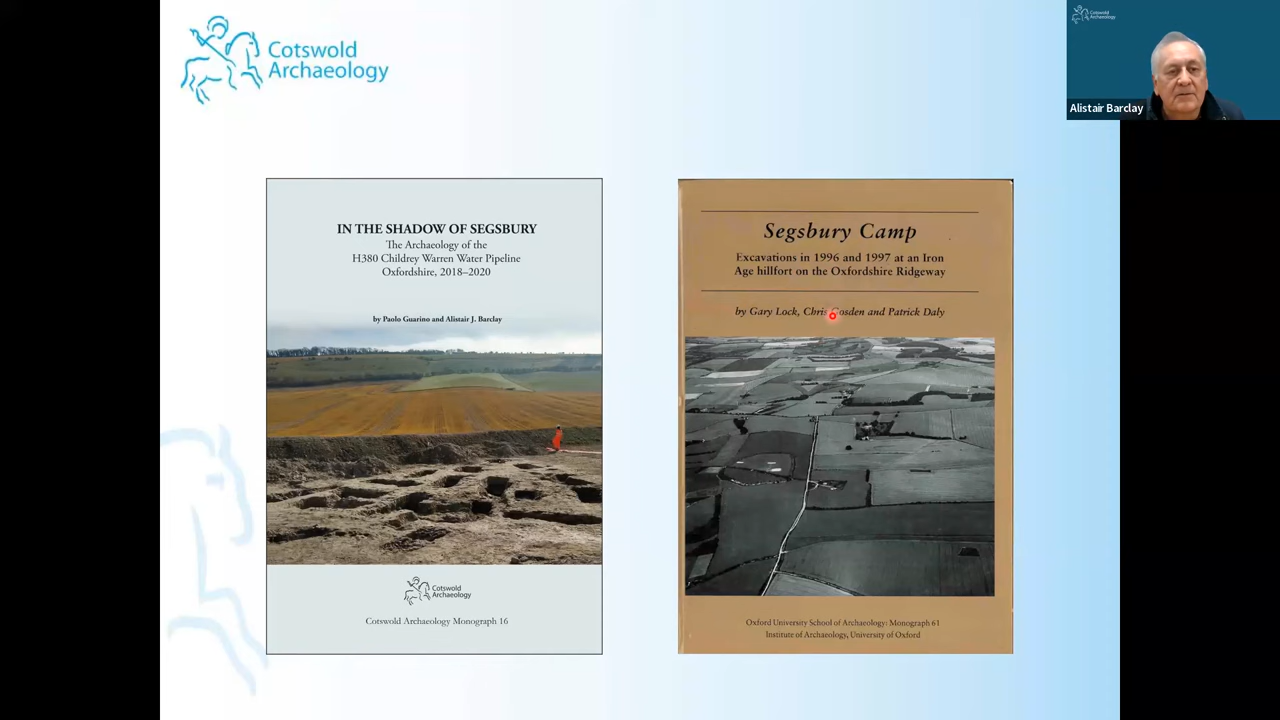 Cotswold
Archaeology
Alistair Barclay
IN THE SHADOW OF SEGSBURY
The Archaeology of the
H380 Childrey Warren Water Pipeline
Oxfordshire, 2018–2020
by Paolo Guarino and Alistair J. Barclay
Cotswold
Archaeology
Cotswold Archaeology Monograph 16
Segsbury Camp
Excavations in 1996 and 1997 at an Iron
Age hillfort on the Oxfordshire Ridgeway
by Gary Lock, Chris Gosden and Patrick Daly
Oxford University School of Archaeology: Monograph 61
Institute of Archaeology, University of Oxford